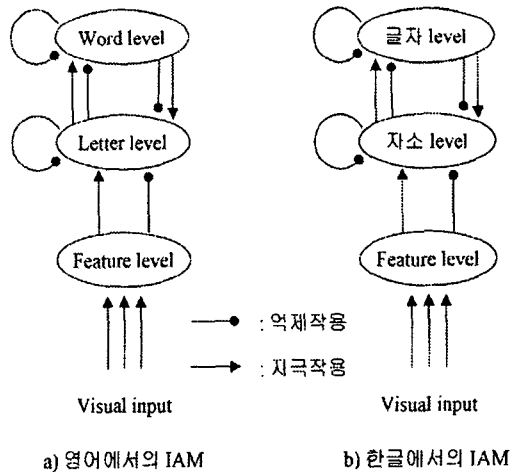 Word level
글자 level
Letter level
자소 level
Feature level
Feature level
: 억제작용
: 자극작용
Visual input
Visual input
a) 영어에서의 IAM
b) 한글에서의 IAM